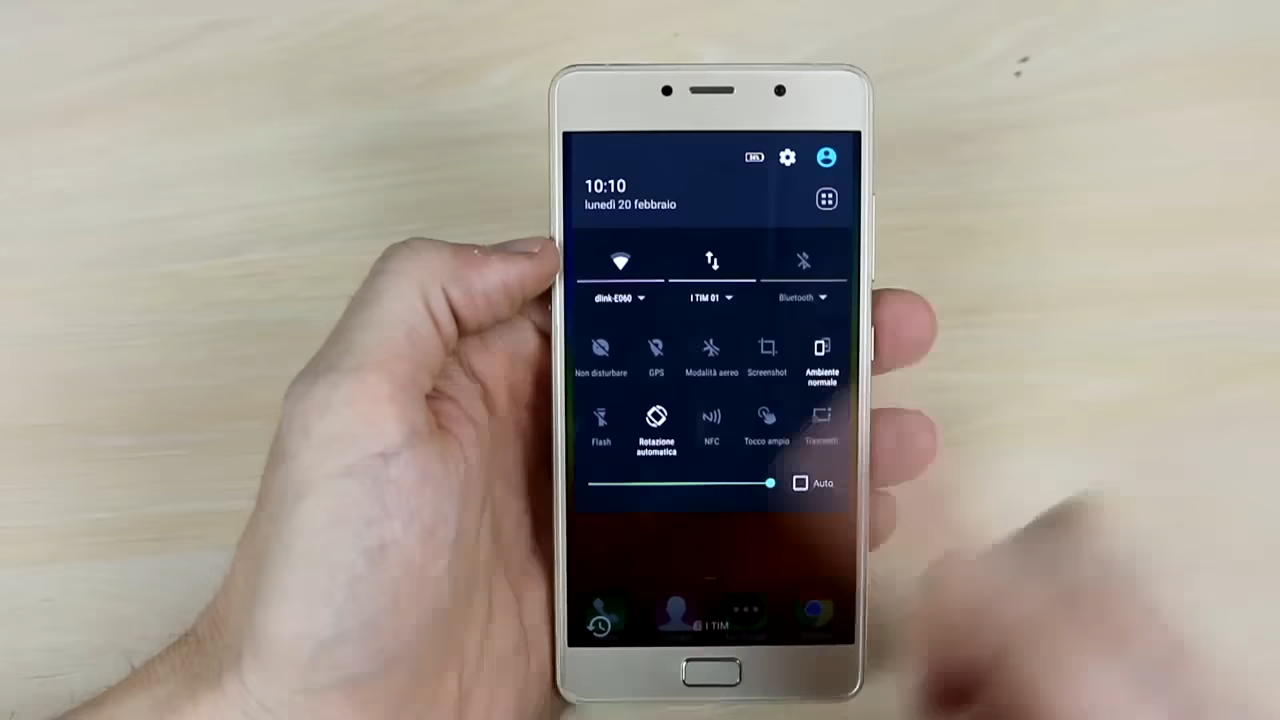 10:10
lunedì 20 febbraio
dlink-E060
I TIM 01
Bluetooth
Non disturbare
GPS
Modalità aereo
Screenshot
Ambiente normale
Flash
Rotazione automatica
NFC
Tocco ampio
Trasmetti
Auto
I TIM